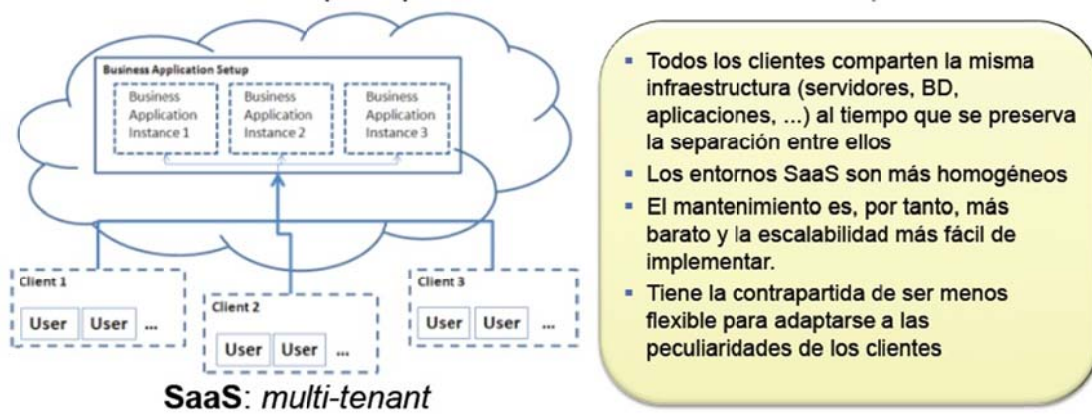 Business Application Setup
Business
Application
Instance 1
Business
Application
Instance 2
Business
Application
Instance 3
Client 1
User User ...
Client 2
User User ...
Client 3
User User ...
SaaS: multi-tenant
▪ Todos los clientes comparten la misma
infraestructura (servidores, BD,
aplicaciones, ...) al tiempo que se preserva
la separación entre ellos
▪ Los entornos SaaS son más homogéneos
▪ El mantenimiento es, por tanto, más
barato y la escalabilidad más fácil de
implementar.
▪ Tiene la contrapartida de ser menos
flexible para adaptarse a las
peculiaridades de los clientes